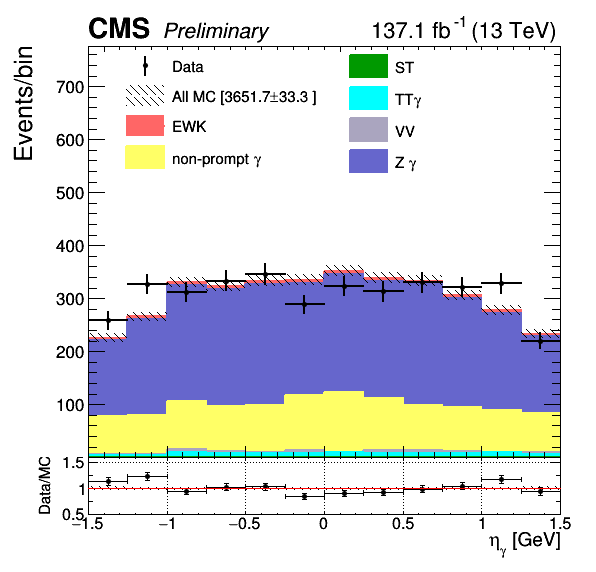 CMS Preliminary 137.1 fb⁻¹ (13 TeV)
Events/bin
700
600
500
400
300
200
100
Data
All MC [3651.7±33.3 ]
EWK
non-prompt γ
ST
TTγ
VV
Z γ
Data/MC
1.5
1
0.5
−1.5 −1 −0.5 0 0.5 1 1.5
η_γ [GeV]